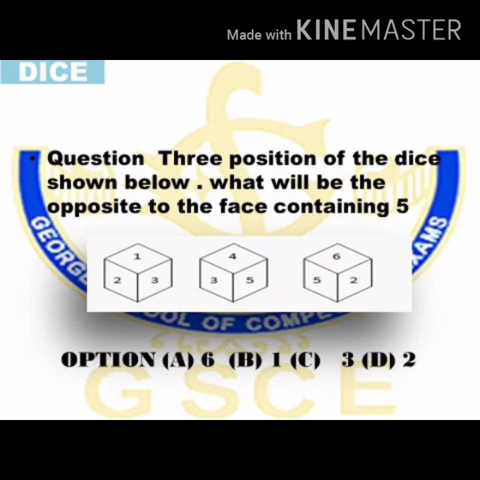 Made with KINEMASTER
DICE
• Question Three position of the dice
shown below . what will be the
opposite to the face containing 5
1
2 3
4
3 5
6
5 2
OPTION (A) 6 (B) 1 (C) 3 (D) 2
GSCE